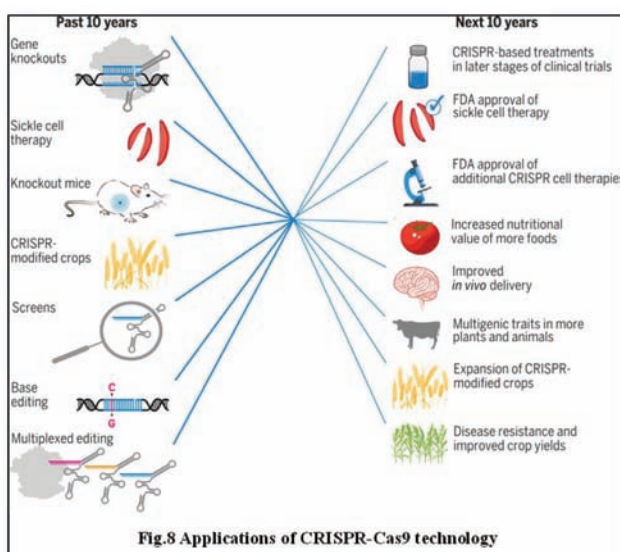 Past 10 years
Gene
knockouts
Sickle cell
therapy
Knockout mice
CRISPR-
modified crops
Screens
Base
editing
C
G
Multiplexed editing
Next 10 years
CRISPR-based treatments
in later stages of clinical trials
FDA approval of
sickle cell therapy
FDA approval of
additional CRISPR cell therapies
Increased nutritional
value of more foods
Improved
in vivo delivery
Multigenic traits in more
plants and animals
Expansion of CRISPR-
modified crops
Disease resistance and
improved crop yields
Fig.8 Applications of CRISPR-Cas9 technology